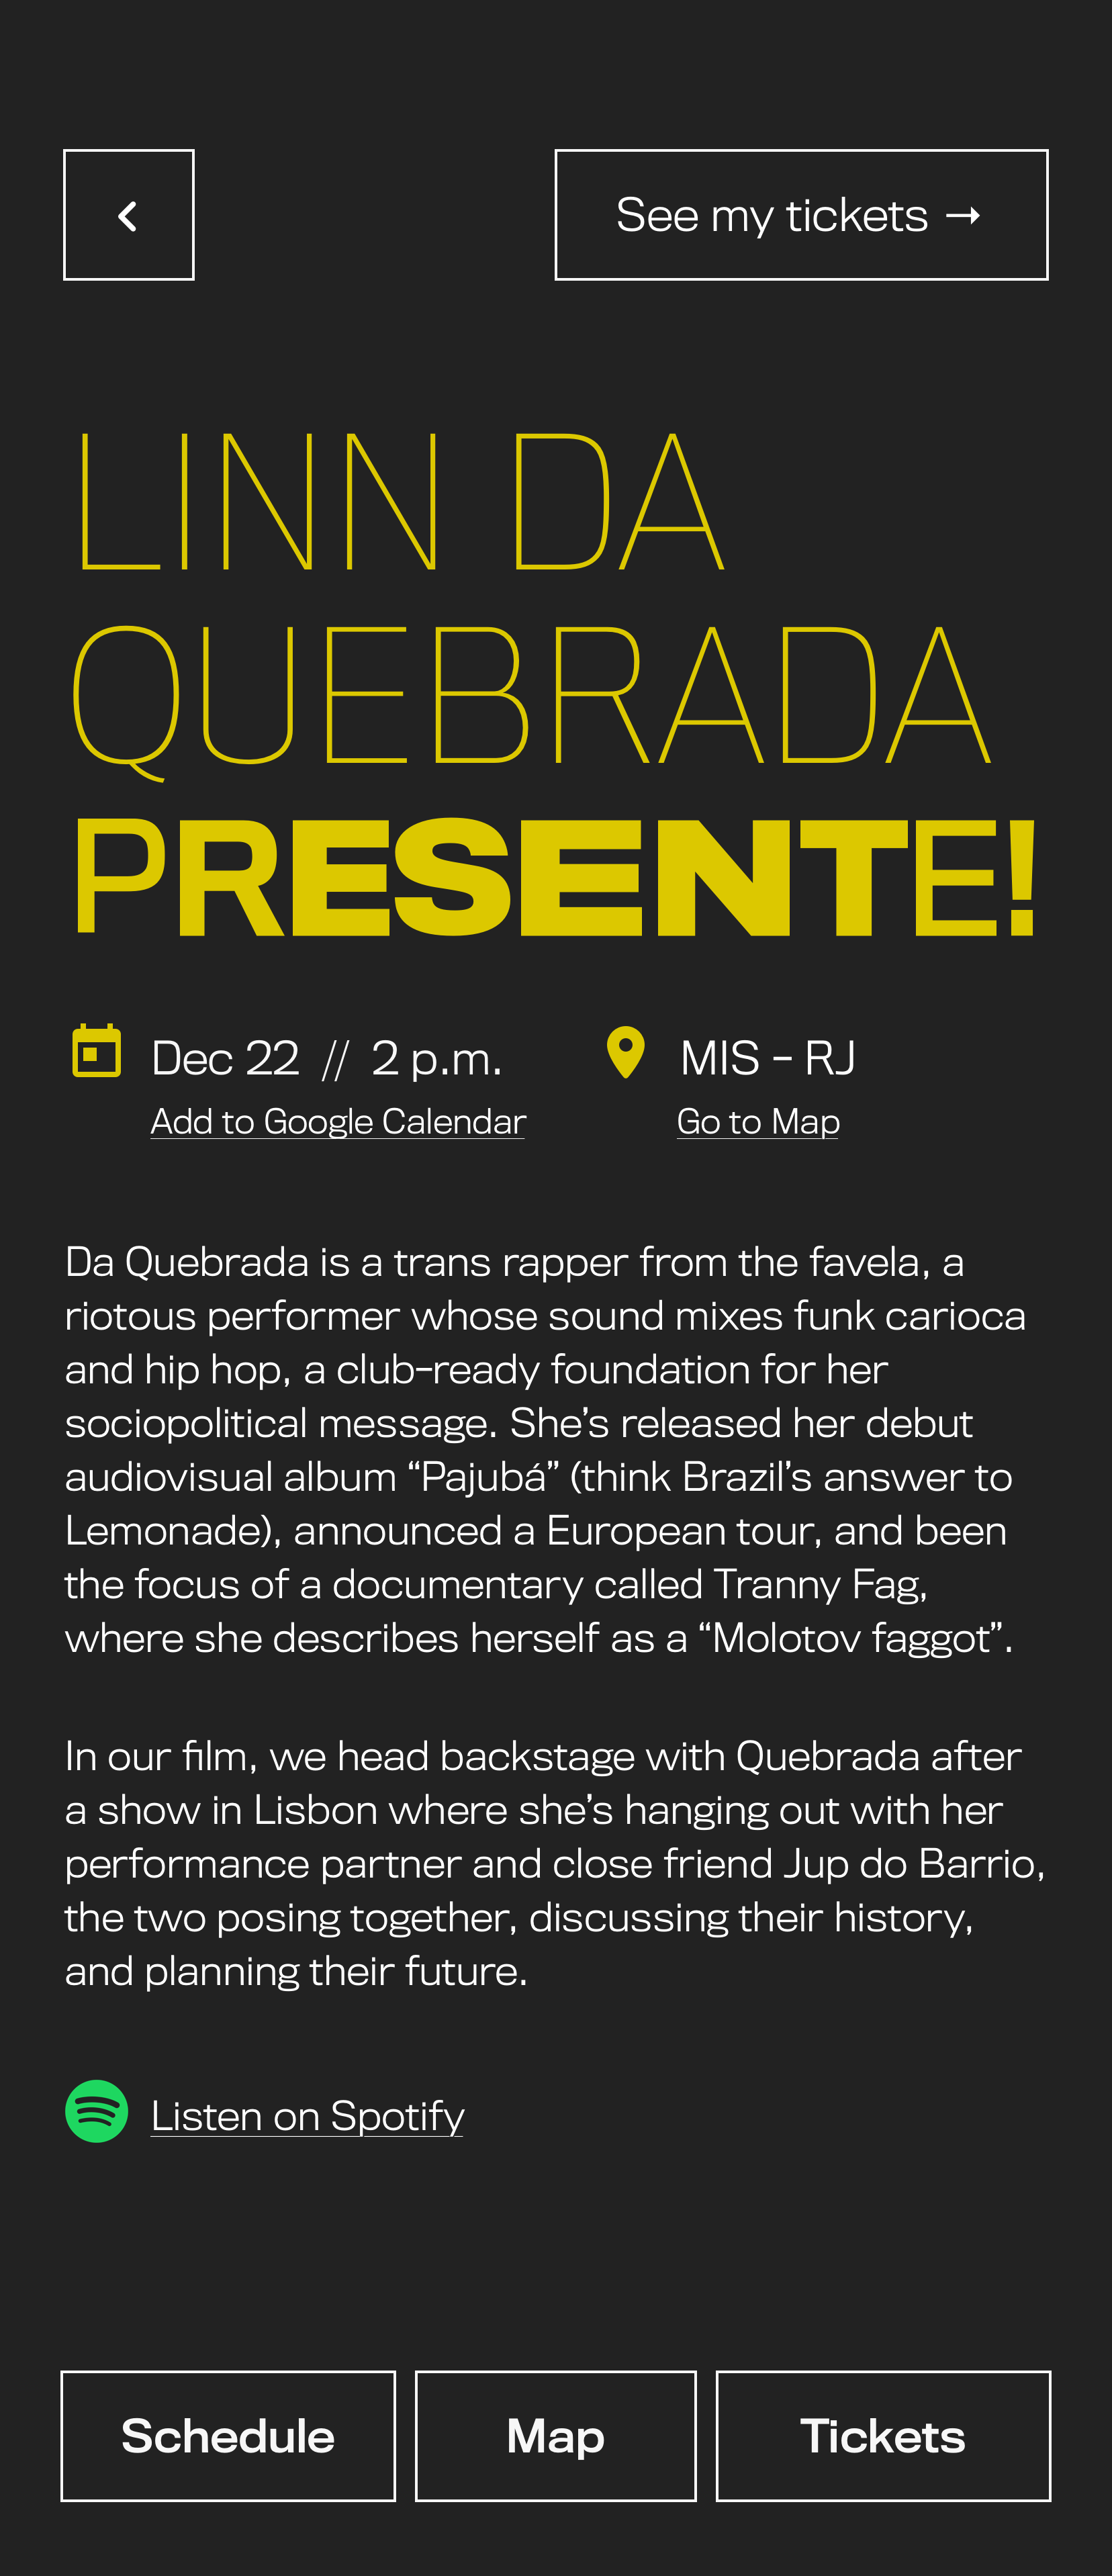 See my tickets →
LINN DA
QUEBRADA
PRESENTE!
Dec 22 // 2 p.m.
Add to Google Calendar
MIS - RJ
Go to Map
Da Quebrada is a trans rapper from the favela, a
riotous performer whose sound mixes funk carioca
and hip hop, a club-ready foundation for her
sociopolitical message. She’s released her debut
audiovisual album “Pajubá” (think Brazil’s answer to
Lemonade), announced a European tour, and been
the focus of a documentary called Tranny Fag,
where she describes herself as a “Molotov faggot”.
In our film, we head backstage with Quebrada after
a show in Lisbon where she’s hanging out with her
performance partner and close friend Jup do Barrio,
the two posing together, discussing their history,
and planning their future.
Listen on Spotify
Schedule
Map
Tickets